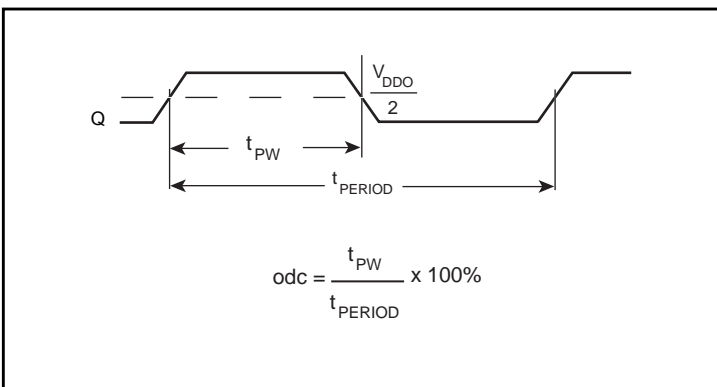 V_DDO
2
Q
t_PW
t_PERIOD
t_PW
odc = x 100%
t_PERIOD